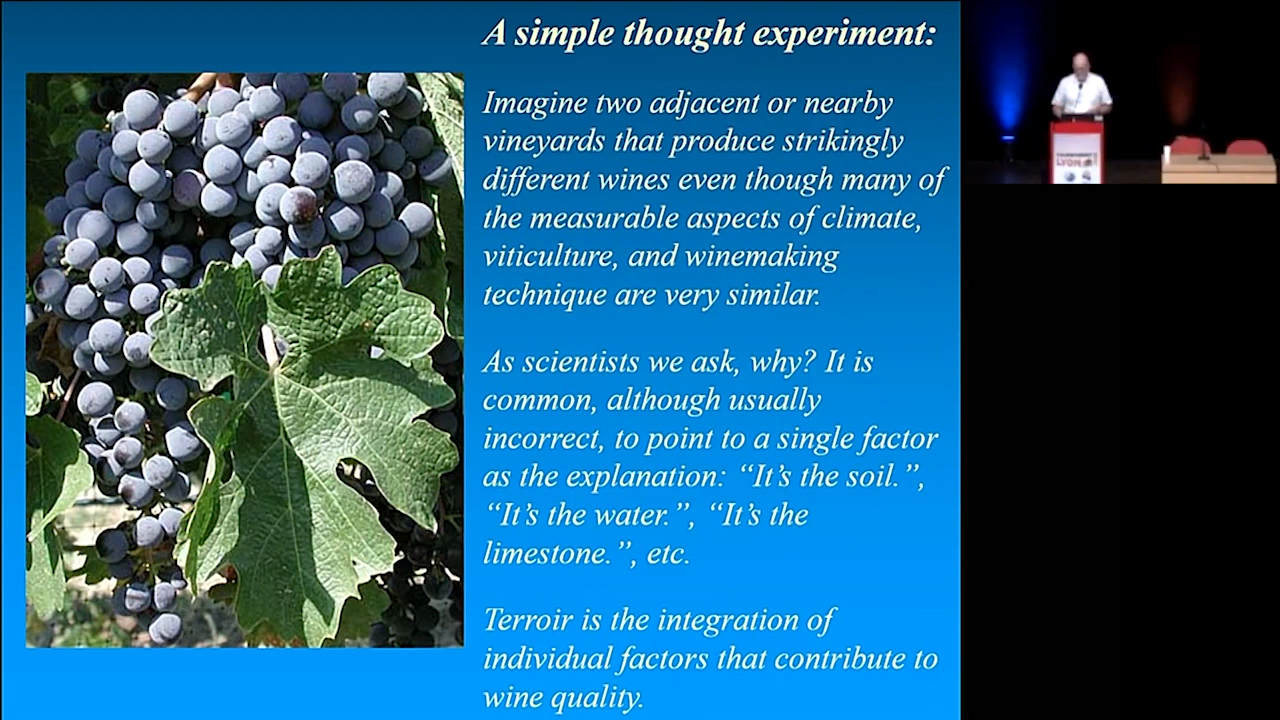 A simple thought experiment:
Imagine two adjacent or nearby
vineyards that produce strikingly
different wines even though many of
the measurable aspects of climate,
viticulture, and winemaking
technique are very similar.
As scientists we ask, why? It is
common, although usually
incorrect, to point to a single factor
as the explanation: “It’s the soil.”,
“It’s the water.”, “It’s the
limestone.”, etc.
Terroir is the integration of
individual factors that contribute to
wine quality.
LYON